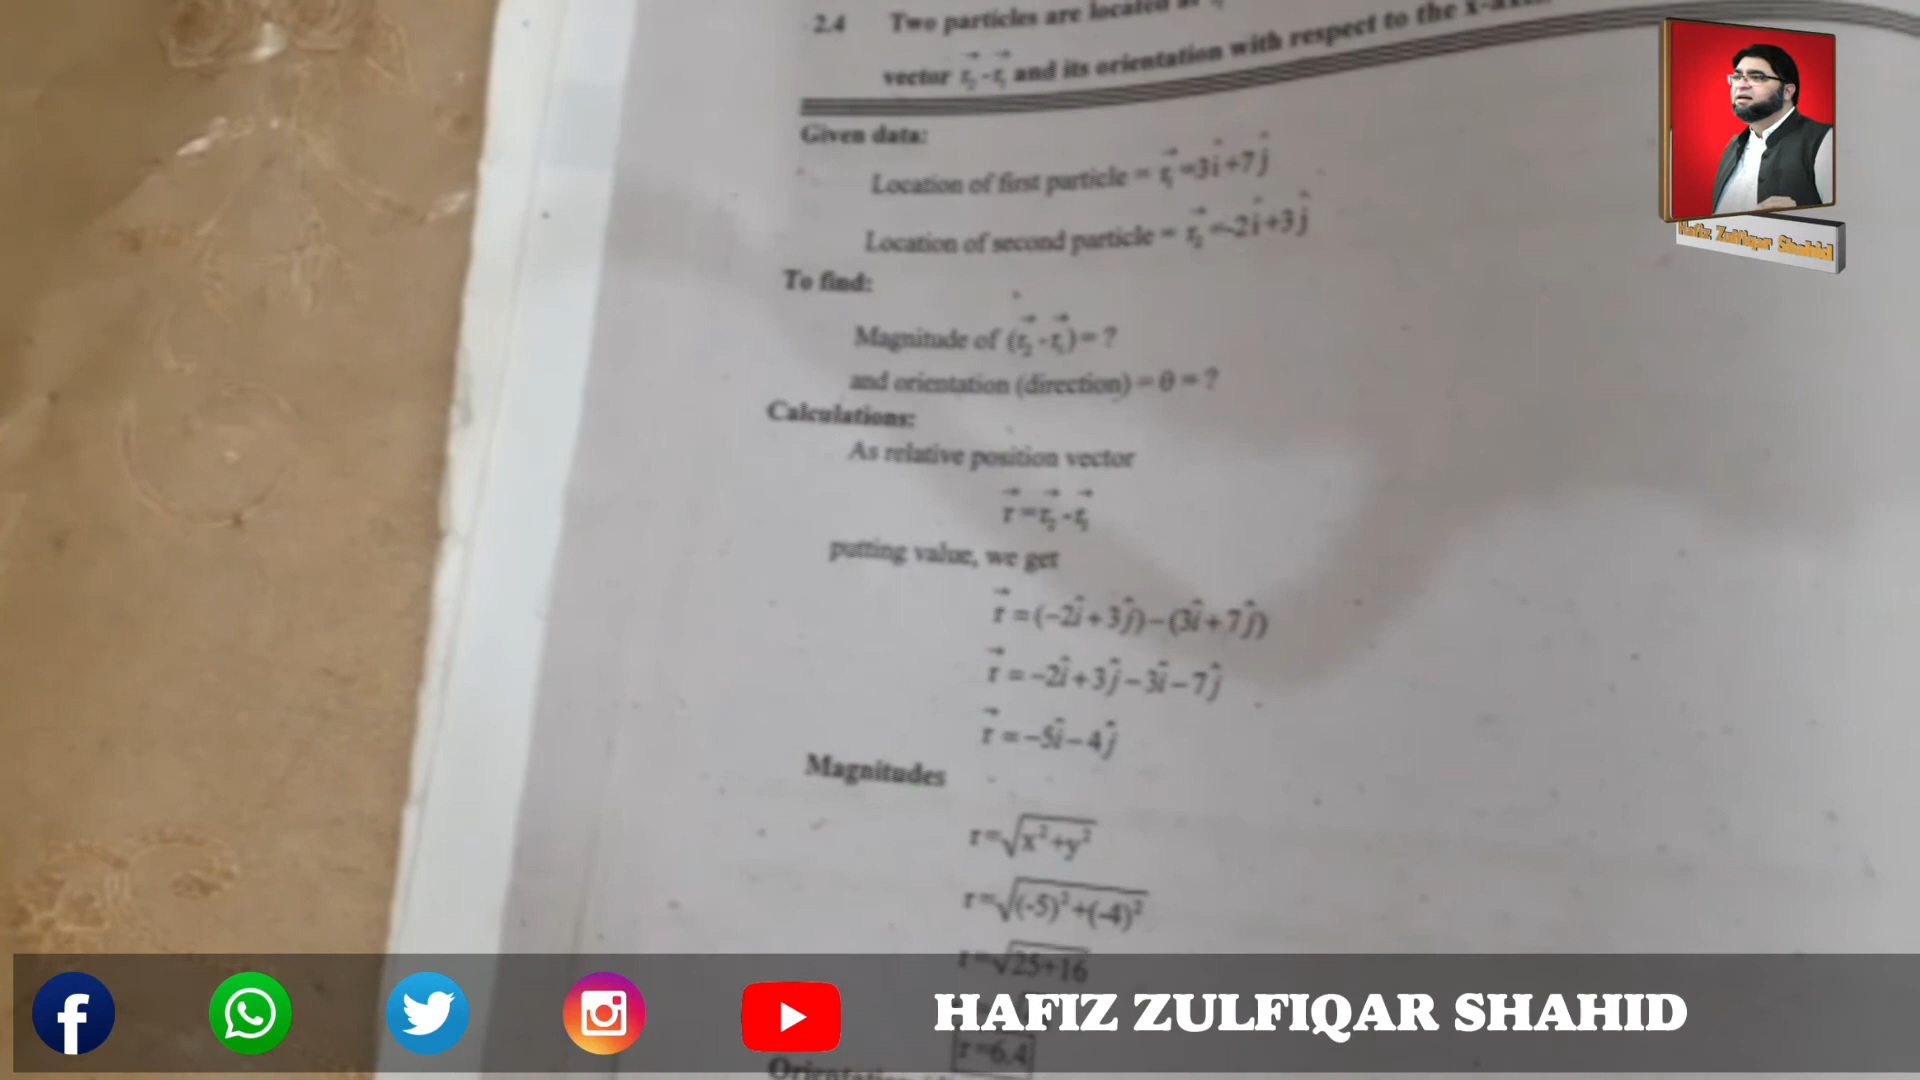 2.4 Two particles are located at
vector r₂ - r₁ and its orientation with respect to the x-axis.
Given data:
Location of first particle = r₁ =3î+7ĵ
Location of second particle = r₂ =-2î+3ĵ
To find:
Magnitude of (r₂ - r₁) = ?
and orientation (direction) = θ = ?
Calculations:
As relative position vector
r = r₂ - r₁
putting value, we get
r = (-2î+3ĵ) - (3î+7ĵ)
r = -2î+3ĵ-3î-7ĵ
r = -5î-4ĵ
Magnitudes
r=√x²+y²
r=√(-5)²+(-4)²
r=√25+16
r=6.4
Hafiz Zulfiqar Shahid
HAFIZ ZULFIQAR SHAHID